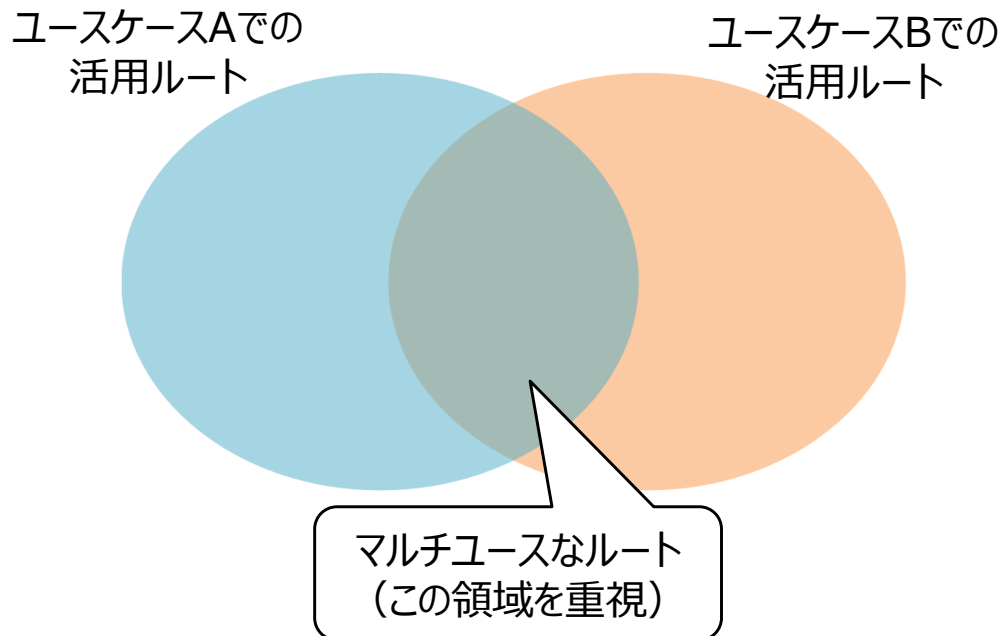 ユースケースAでの
活用ルート
ユースケースBでの
活用ルート
マルチユースなルート
（この領域を重視）